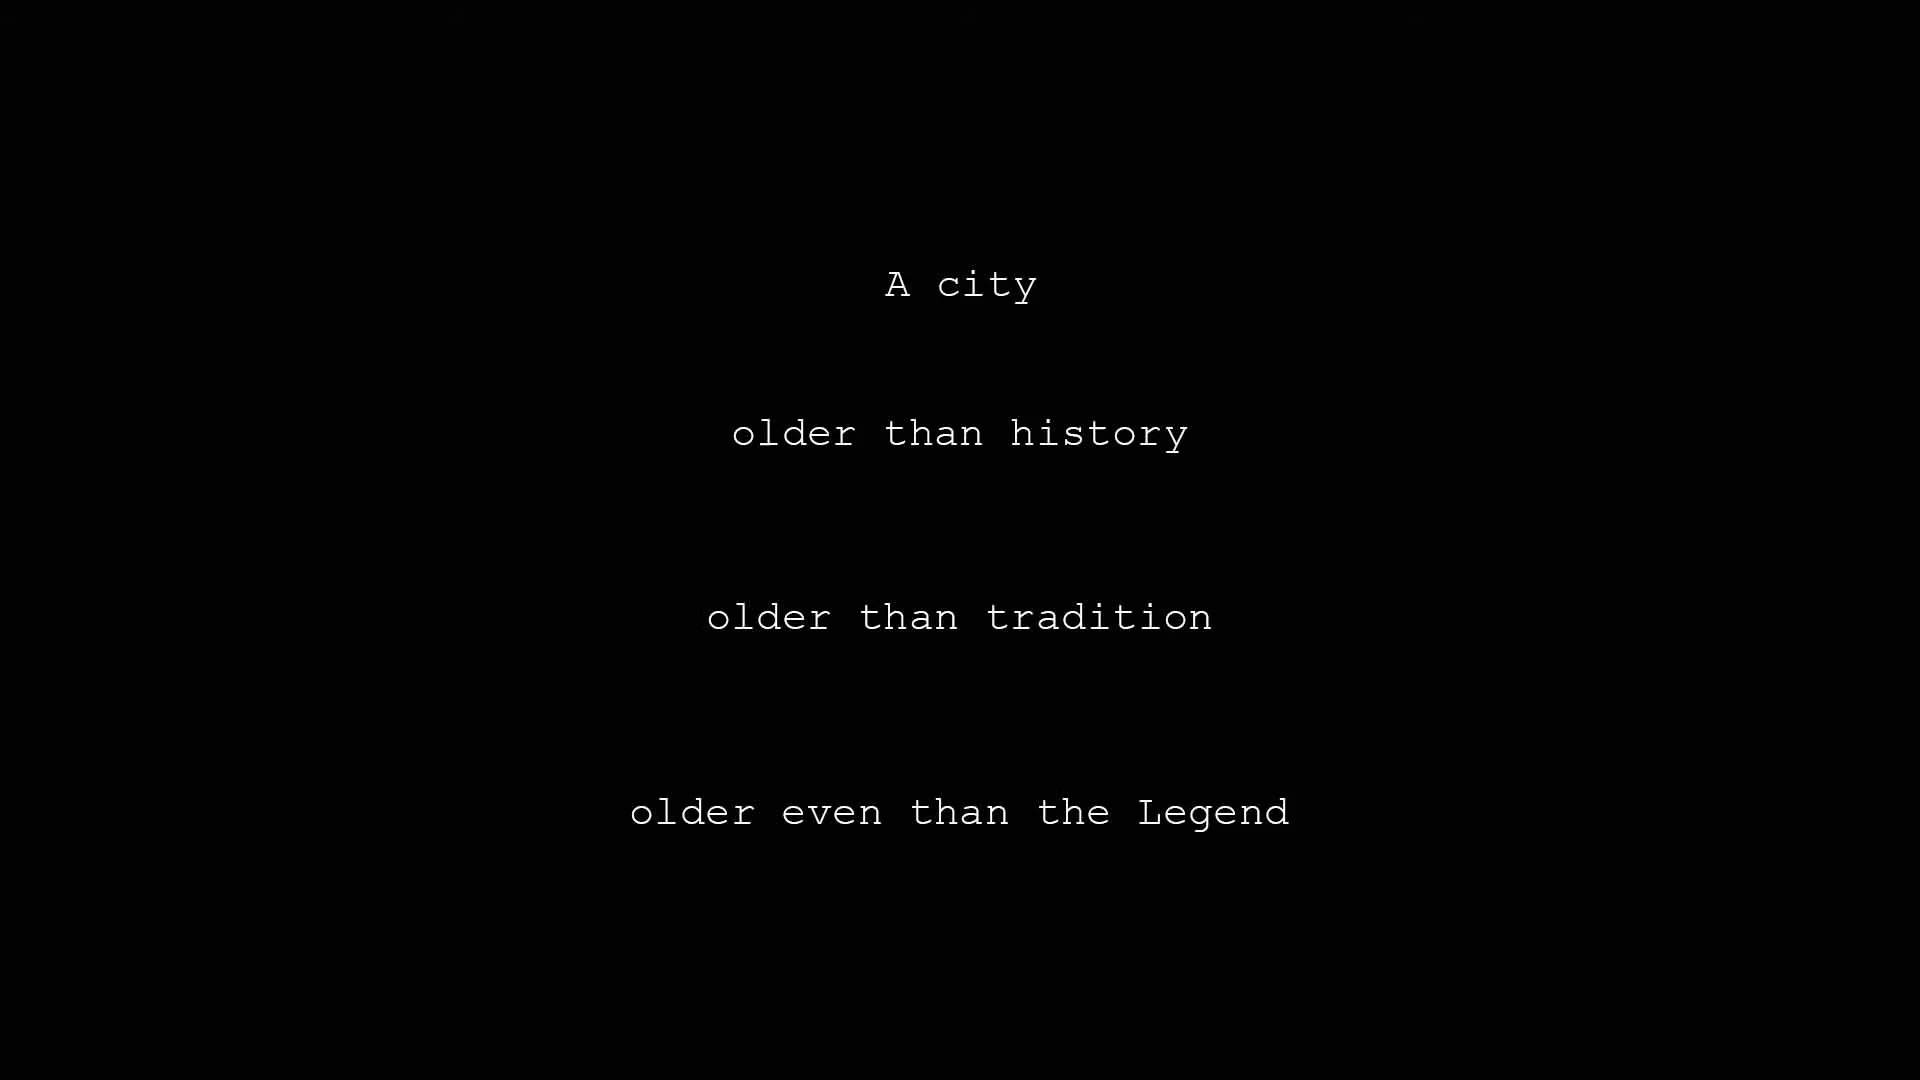 A city
older than history
older than tradition
older even than the Legend